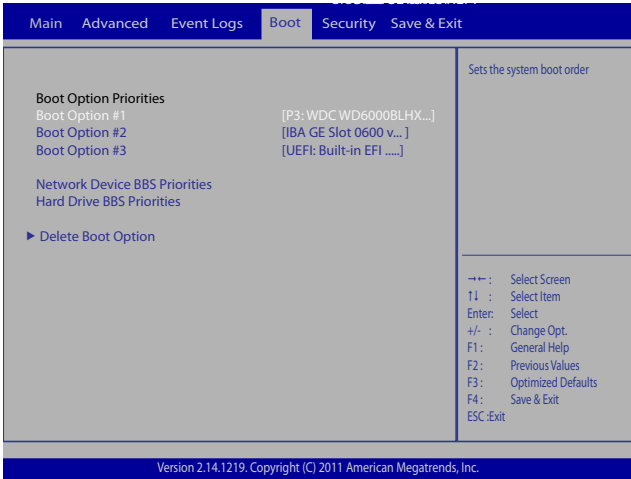 Main Advanced Event Logs Boot Security Save & Exit
Sets the system boot order
Boot Option Priorities
Boot Option #1 [P3: WDC WD6000BLHX...]
Boot Option #2 [IBA GE Slot 0600 v... ]
Boot Option #3 [UEFI: Built-in EFI .....]
Network Device BBS Priorities
Hard Drive BBS Priorities
▶ Delete Boot Option
→← : Select Screen
↑↓ : Select Item
Enter: Select
+/- : Change Opt.
F1 : General Help
F2 : Previous Values
F3 : Optimized Defaults
F4 : Save & Exit
ESC :Exit
Version 2.14.1219. Copyright (C) 2011 American Megatrends, Inc.